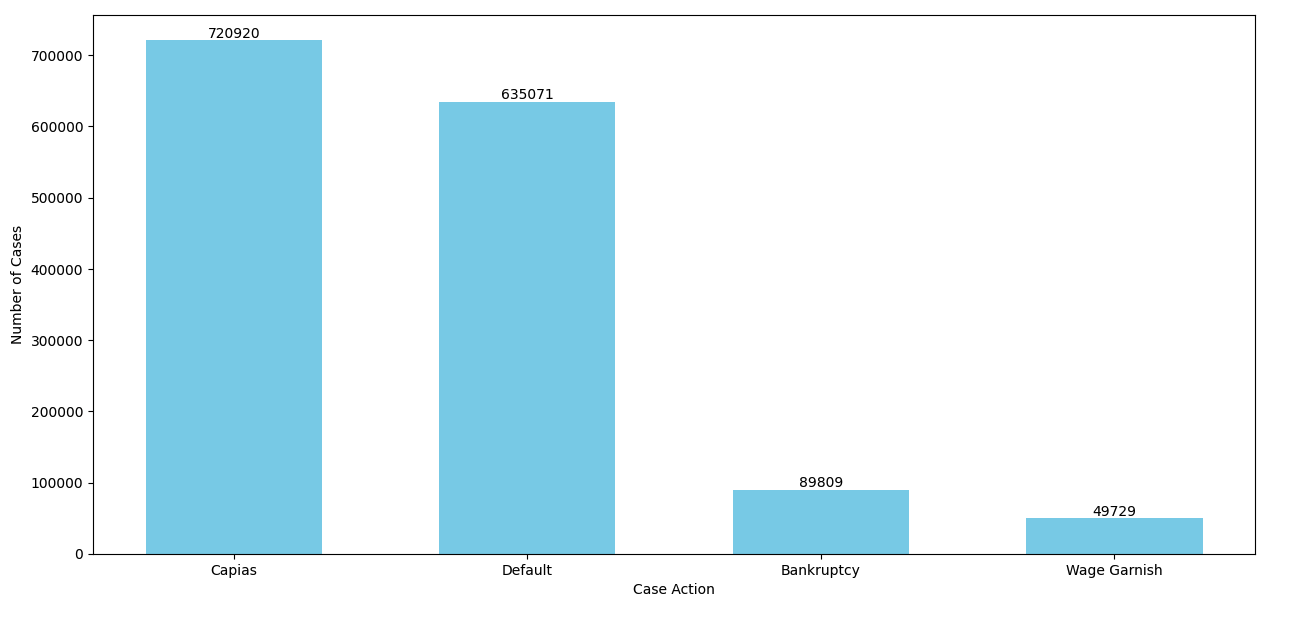 720920
700000
635071
600000
500000
400000
300000
200000
100000
89809
49729
0
Number of Cases
Capias
Default
Bankruptcy
Wage Garnish
Case Action